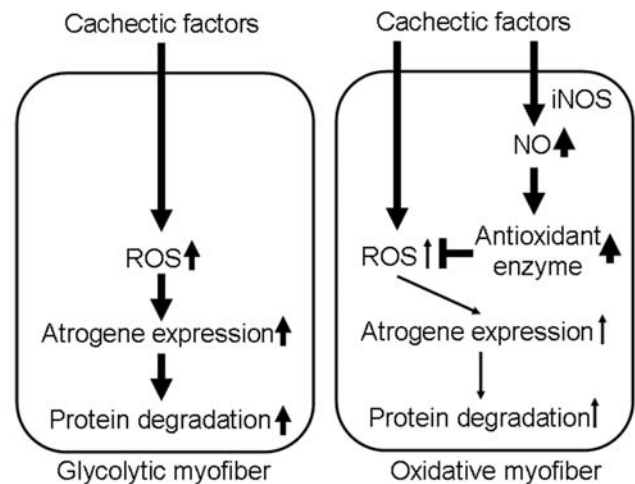 Cachectic factors
ROS
Atrogene expression
Protein degradation
Glycolytic myofiber
Cachectic factors
iNOS
NO
Antioxidant
enzyme
ROS
Atrogene expression
Protein degradation
Oxidative myofiber